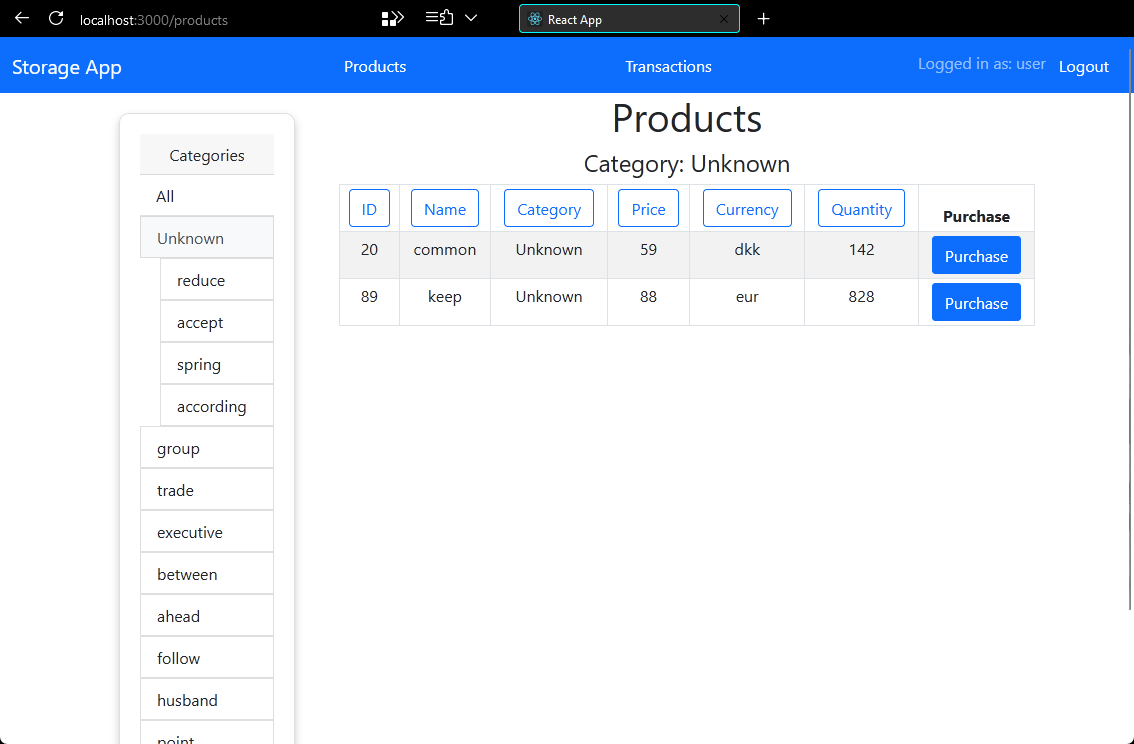 localhost:3000/products
React App
Storage App Products Transactions Logged in as: user Logout
Categories
All
Unknown
reduce
accept
spring
according
group
trade
executive
between
ahead
follow
husband
point
Products
Category: Unknown
ID Name Category Price Currency Quantity Purchase
20 common Unknown 59 dkk 142 Purchase
89 keep Unknown 88 eur 828 Purchase